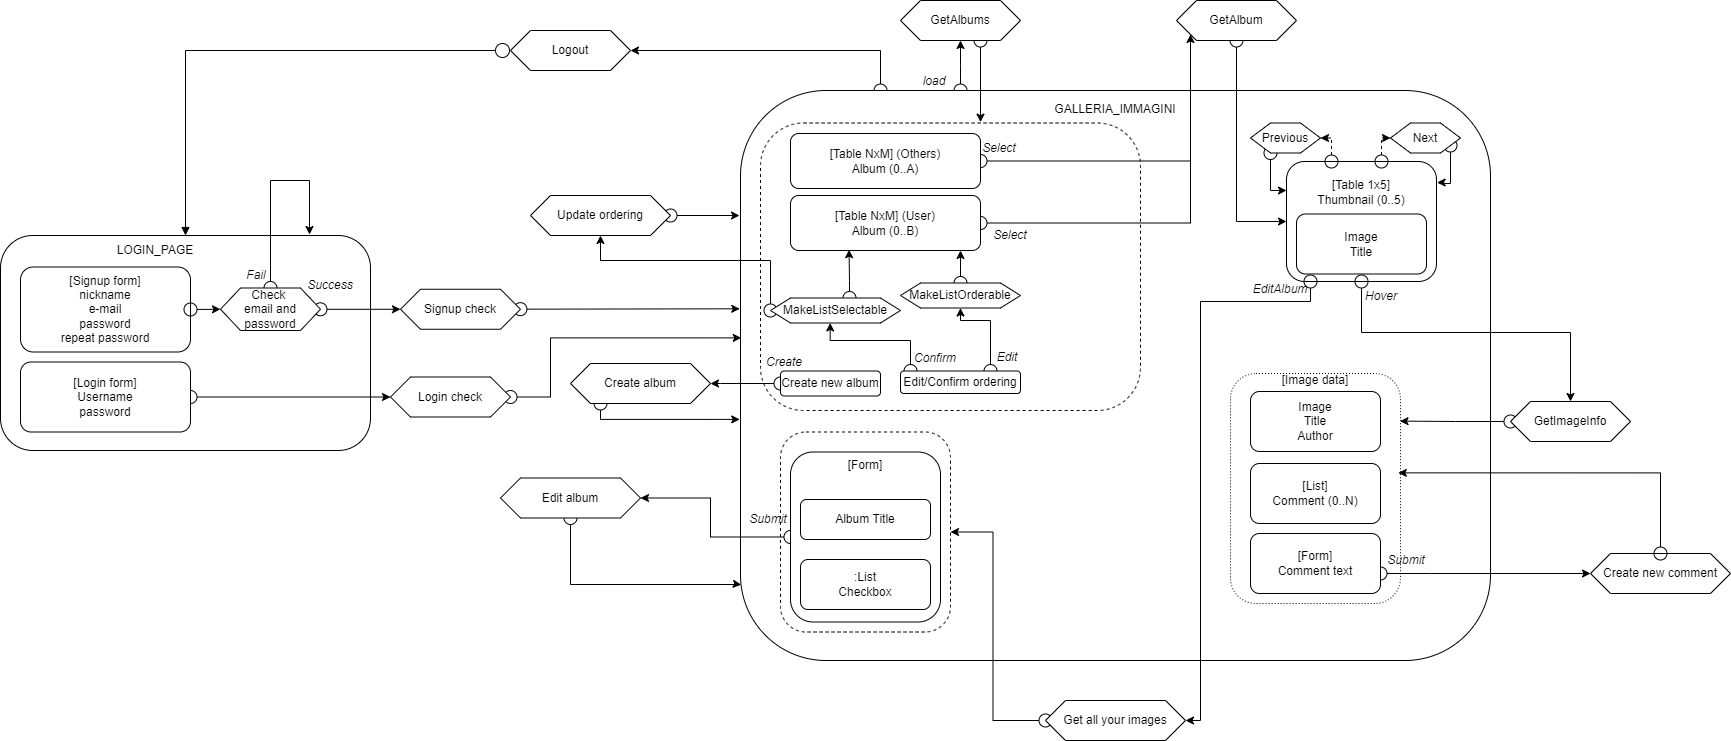 GetAlbums
GetAlbum
Logout
load
GALLERIA_IMMAGINI
Previous
Next
[Table NxM] (Others)
Album (0..A)
Select
[Table 1x5]
Thumbnail (0..5)
Image
Title
Update ordering
[Table NxM] (User)
Album (0..B)
Select
LOGIN_PAGE
[Signup form]
nickname
e-mail
password
repeat password
Fail
Check
email and
password
Success
Signup check
MakeListSelectable
MakeListOrderable
EditAlbum
Hover
[Login form]
Username
password
Login check
Create album
Create
Create new album
Confirm
Edit
Edit/Confirm ordering
[Image data]
Image
Title
Author
GetImageInfo
[Form]
Album Title
:List
Checkbox
Edit album
Submit
[List]
Comment (0..N)
[Form]
Comment text
Submit
Create new comment
Get all your images